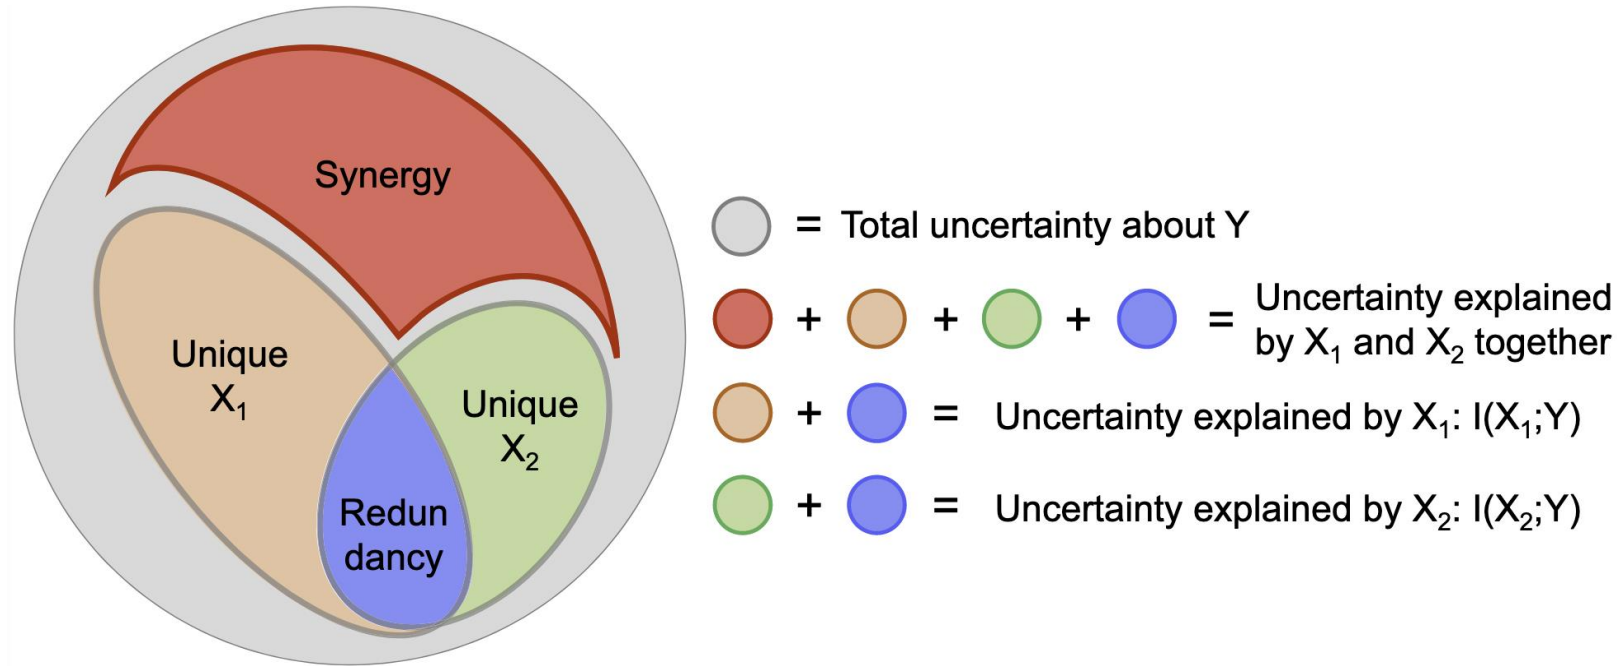 Synergy
Unique
X₁
Unique
X₂
Redun
dancy
= Total uncertainty about Y
+ + + = Uncertainty explained
by X₁ and X₂ together
+ = Uncertainty explained by X₁: I(X₁;Y)
+ = Uncertainty explained by X₂: I(X₂;Y)